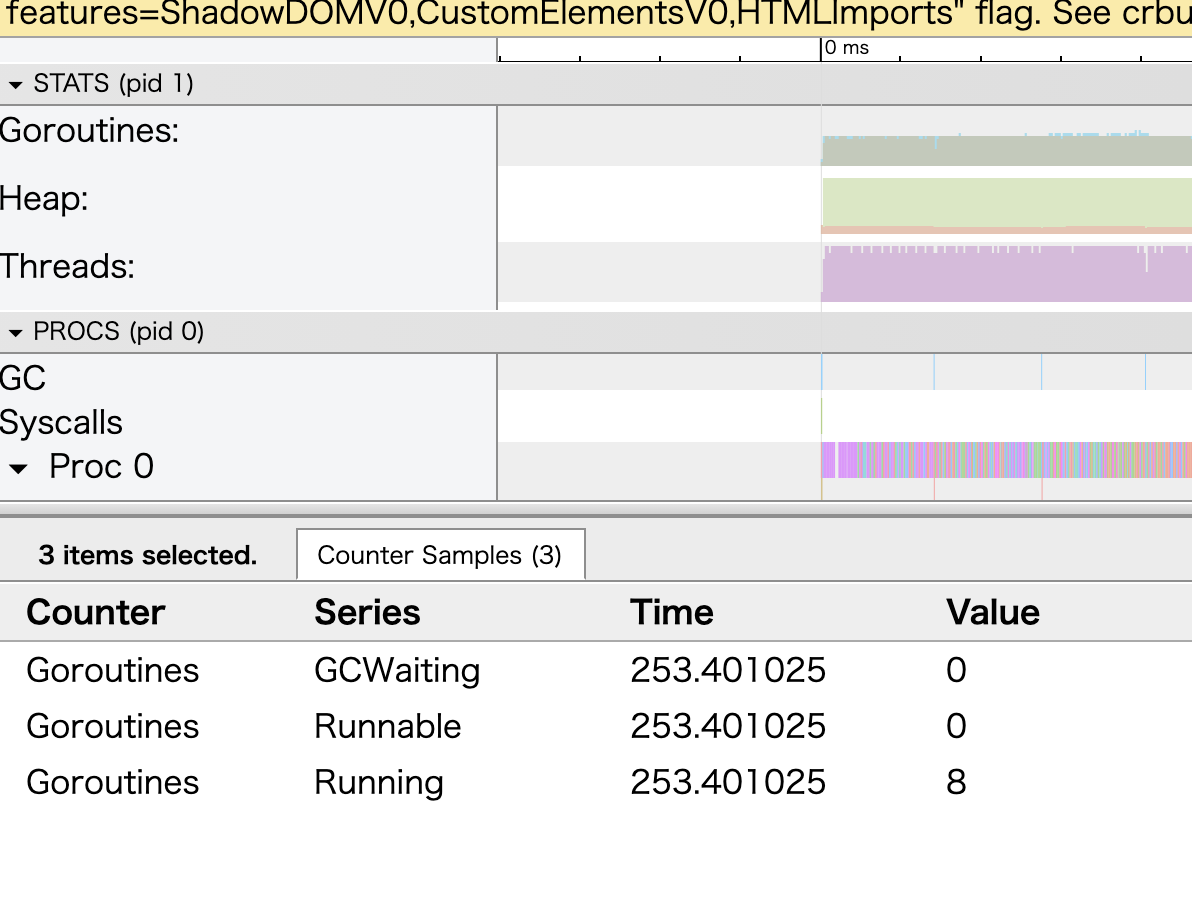 features=ShadowDOMV0,CustomElementsV0,HTMLImports" flag. See crbu
0 ms
STATS (pid 1)
Goroutines:
Heap:
Threads:
PROCS (pid 0)
GC
Syscalls
Proc 0
3 items selected. Counter Samples (3)
Counter Series Time Value
Goroutines GCWaiting 253.401025 0
Goroutines Runnable 253.401025 0
Goroutines Running 253.401025 8